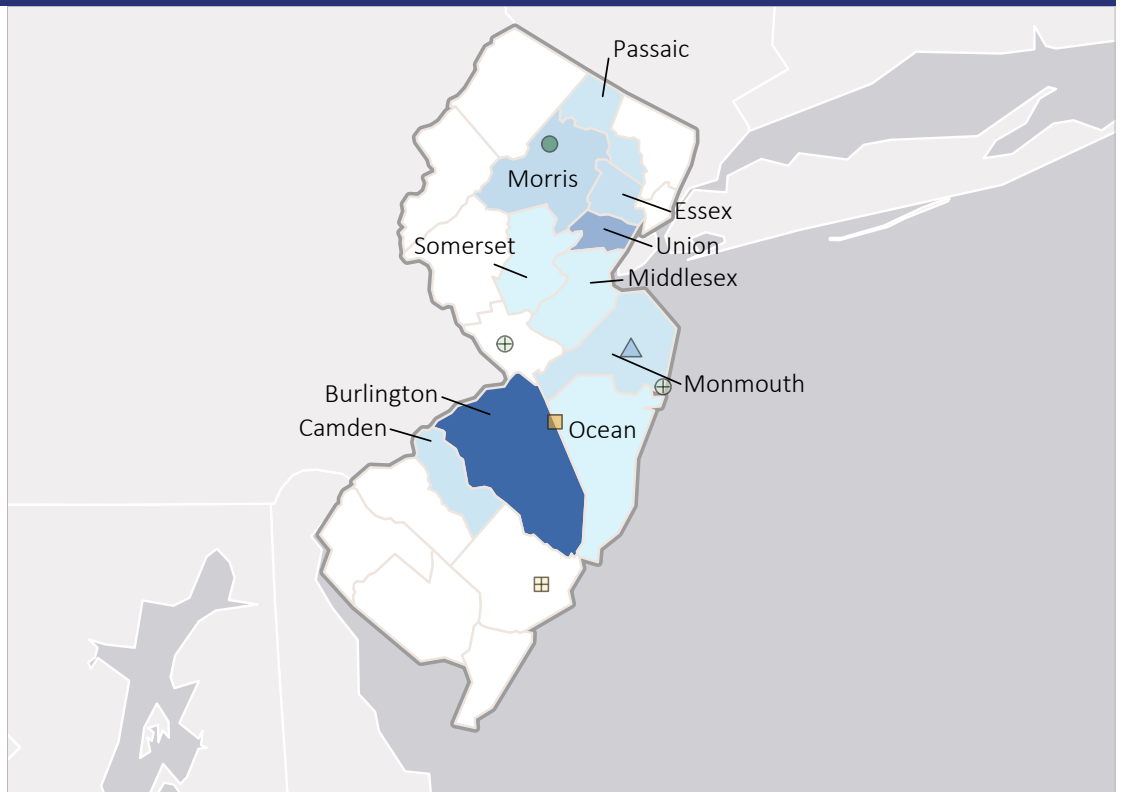 Passaic
Morris
Essex
Somerset
Union
Middlesex
Monmouth
Burlington
Camden
Ocean